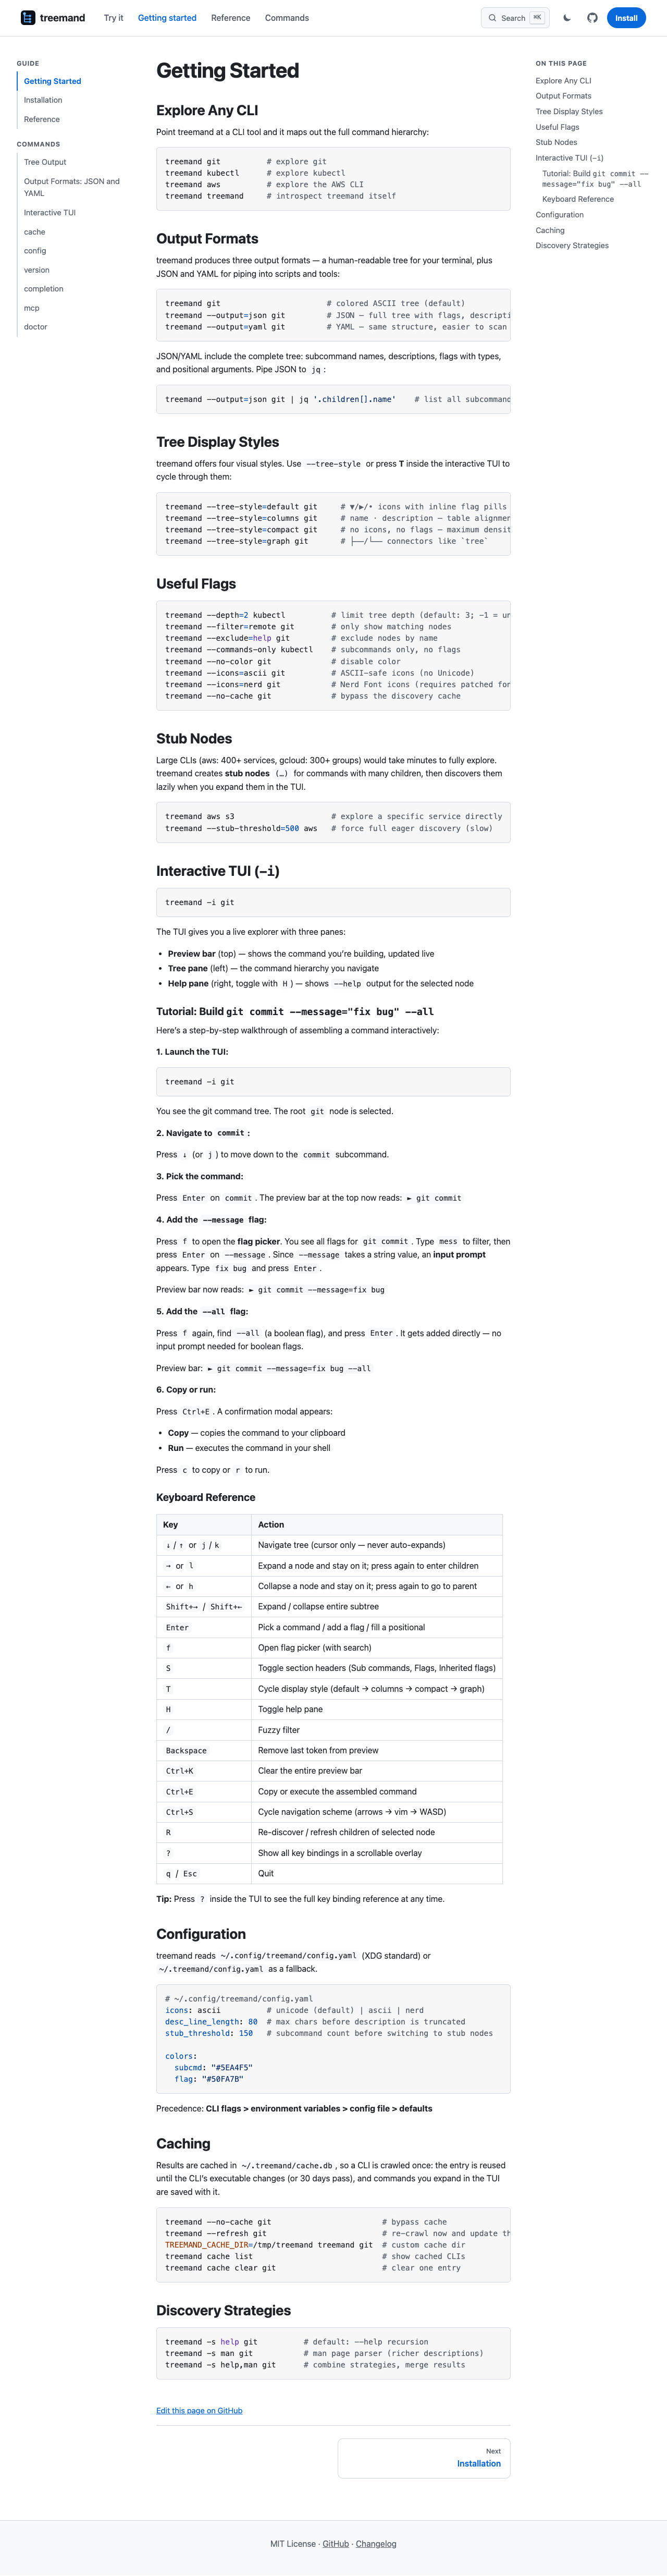 treemand
Try it
Getting started
Reference
Commands
Search
⌘K
Install
GUIDE
Getting Started
Installation
Reference
COMMANDS
Tree Output
Output Formats: JSON and
YAML
Interactive TUI
cache
config
version
completion
mcp
doctor
Getting Started
Explore Any CLI
Point treemand at a CLI tool and it maps out the full command hierarchy:
treemand git          # explore git
treemand kubectl      # explore kubectl
treemand aws          # explore the AWS CLI
treemand treemand     # introspect treemand itself
Output Formats
treemand produces three output formats — a human-readable tree for your terminal, plus
JSON and YAML for piping into scripts and tools:
treemand git                       # colored ASCII tree (default)
treemand --output=json git         # JSON — full tree with flags, descripti
treemand --output=yaml git         # YAML — same structure, easier to scan
JSON/YAML include the complete tree: subcommand names, descriptions, flags with types,
and positional arguments. Pipe JSON to jq :
treemand --output=json git | jq '.children[].name'    # list all subcommand
Tree Display Styles
treemand offers four visual styles. Use --tree-style or press T inside the interactive TUI to
cycle through them:
treemand --tree-style=default git     # ▼/▶/• icons with inline flag pills
treemand --tree-style=columns git     # name · description — table alignmen
treemand --tree-style=compact git     # no icons, no flags — maximum densit
treemand --tree-style=graph git       # ├──/└── connectors like `tree`
Useful Flags
treemand --depth=2 kubectl          # limit tree depth (default: 3; -1 = un
treemand --filter=remote git        # only show matching nodes
treemand --exclude=help git         # exclude nodes by name
treemand --commands-only kubectl    # subcommands only, no flags
treemand --no-color git             # disable color
treemand --icons=ascii git          # ASCII-safe icons (no Unicode)
treemand --icons=nerd git           # Nerd Font icons (requires patched fon
treemand --no-cache git             # bypass the discovery cache
Stub Nodes
Large CLIs (aws: 400+ services, gcloud: 300+ groups) would take minutes to fully explore.
treemand creates stub nodes (…) for commands with many children, then discovers them
lazily when you expand them in the TUI.
treemand aws s3                     # explore a specific service directly
treemand --stub-threshold=500 aws   # force full eager discovery (slow)
Interactive TUI (-i)
treemand -i git
The TUI gives you a live explorer with three panes:
• Preview bar (top) — shows the command you're building, updated live
• Tree pane (left) — the command hierarchy you navigate
• Help pane (right, toggle with H ) — shows --help output for the selected node
Tutorial: Build git commit --message="fix bug" --all
Here's a step-by-step walkthrough of assembling a command interactively:
1. Launch the TUI:
treemand -i git
You see the git command tree. The root git node is selected.
2. Navigate to commit :
Press ↓ (or j ) to move down to the commit subcommand.
3. Pick the command:
Press Enter on commit . The preview bar at the top now reads: ► git commit
4. Add the --message flag:
Press f to open the flag picker. You see all flags for git commit . Type mess to filter, then
press Enter on --message . Since --message takes a string value, an input prompt
appears. Type fix bug and press Enter .
Preview bar now reads: ► git commit --message=fix bug
5. Add the --all flag:
Press f again, find --all (a boolean flag), and press Enter . It gets added directly — no
input prompt needed for boolean flags.
Preview bar: ► git commit --message=fix bug --all
6. Copy or run:
Press Ctrl+E . A confirmation modal appears:
• Copy — copies the command to your clipboard
• Run — executes the command in your shell
Press c to copy or r to run.
Keyboard Reference
Key	Action
↓ / ↑ or j / k	Navigate tree (cursor only — never auto-expands)
→ or l	Expand a node and stay on it; press again to enter children
← or h	Collapse a node and stay on it; press again to go to parent
Shift+→ / Shift+←	Expand / collapse entire subtree
Enter	Pick a command / add a flag / fill a positional
f	Open flag picker (with search)
S	Toggle section headers (Sub commands, Flags, Inherited flags)
T	Cycle display style (default → columns → compact → graph)
H	Toggle help pane
/	Fuzzy filter
Backspace	Remove last token from preview
Ctrl+K	Clear the entire preview bar
Ctrl+E	Copy or execute the assembled command
Ctrl+S	Cycle navigation scheme (arrows → vim → WASD)
R	Re-discover / refresh children of selected node
?	Show all key bindings in a scrollable overlay
q / Esc	Quit
Tip: Press ? inside the TUI to see the full key binding reference at any time.
Configuration
treemand reads ~/.config/treemand/config.yaml (XDG standard) or
~/.treemand/config.yaml as a fallback.
# ~/.config/treemand/config.yaml
icons: ascii          # unicode (default) | ascii | nerd
desc_line_length: 80  # max chars before description is truncated
stub_threshold: 150   # subcommand count before switching to stub nodes
colors:
  subcmd: "#5EA4F5"
  flag: "#50FA7B"
Precedence: CLI flags > environment variables > config file > defaults
Caching
Results are cached in ~/.treemand/cache.db , so a CLI is crawled once: the entry is reused
until the CLI's executable changes (or 30 days pass), and commands you expand in the TUI
are saved with it.
treemand --no-cache git                        # bypass cache
treemand --refresh git                         # re-crawl now and update th
TREEMAND_CACHE_DIR=/tmp/treemand treemand git  # custom cache dir
treemand cache list                            # show cached CLIs
treemand cache clear git                       # clear one entry
Discovery Strategies
treemand -s help git          # default: --help recursion
treemand -s man git           # man page parser (richer descriptions)
treemand -s help,man git      # combine strategies, merge results
Edit this page on GitHub
Next
Installation
ON THIS PAGE
Explore Any CLI
Output Formats
Tree Display Styles
Useful Flags
Stub Nodes
Interactive TUI (-i)
Tutorial: Build git commit --
message="fix bug" --all
Keyboard Reference
Configuration
Caching
Discovery Strategies
MIT License · GitHub · Changelog